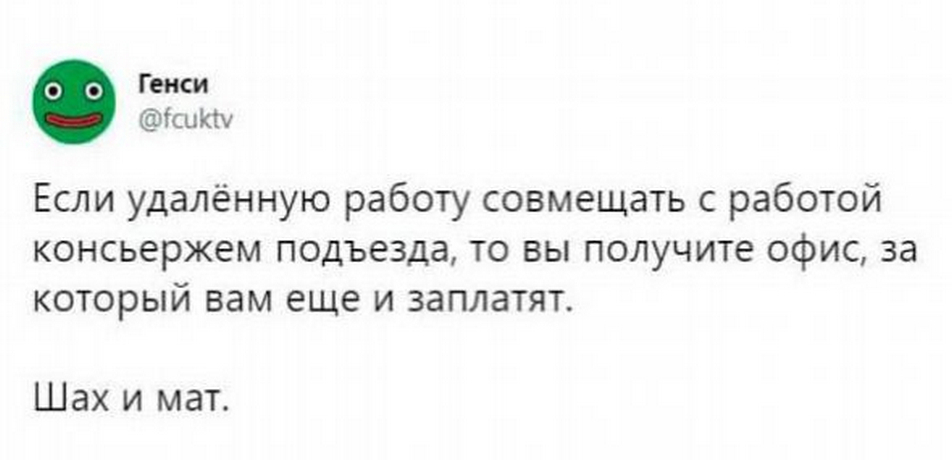 Генси
@fcuktv
Если удалённую работу совмещать с работой
консьержем подъезда, то вы получите офис, за
который вам еще и заплатят.
Шах и мат.